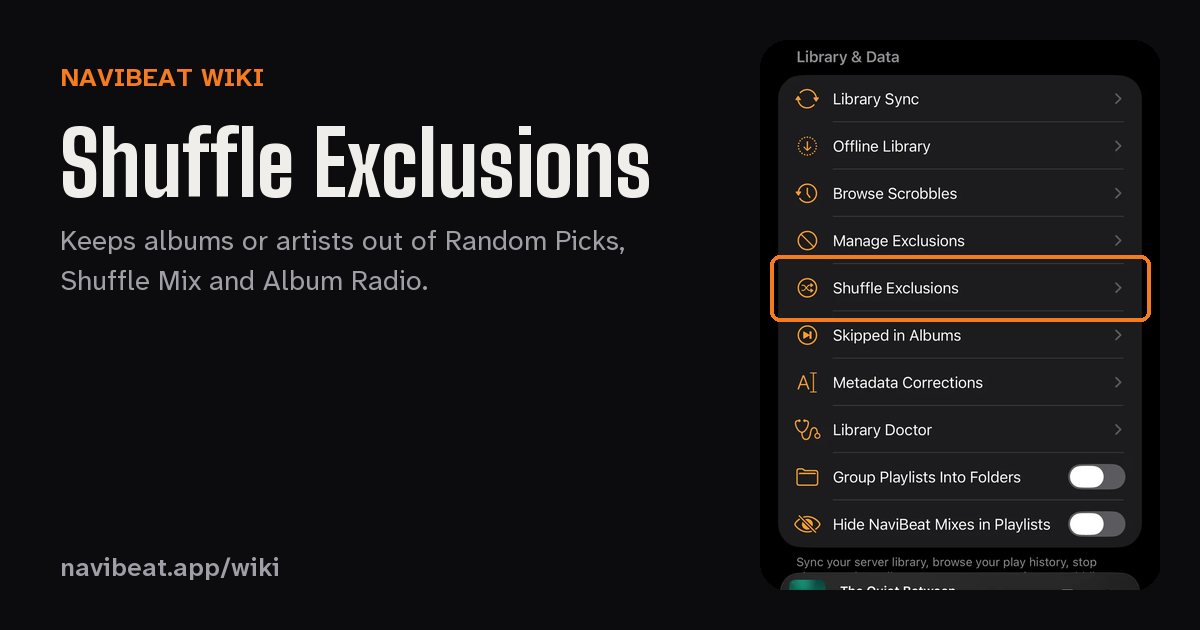 NAVIBEAT WIKI
Shuffle Exclusions
Keeps albums or artists out of Random Picks,
Shuffle Mix and Album Radio.
navibeat.app/wiki
Library & Data
Library Sync
Offline Library
Browse Scrobbles
Manage Exclusions
Shuffle Exclusions
Skipped in Albums
Metadata Corrections
Library Doctor
Group Playlists Into Folders
Hide NaviBeat Mixes in Playlists
Sync your server library, browse your play history, stop
The Quiet Between